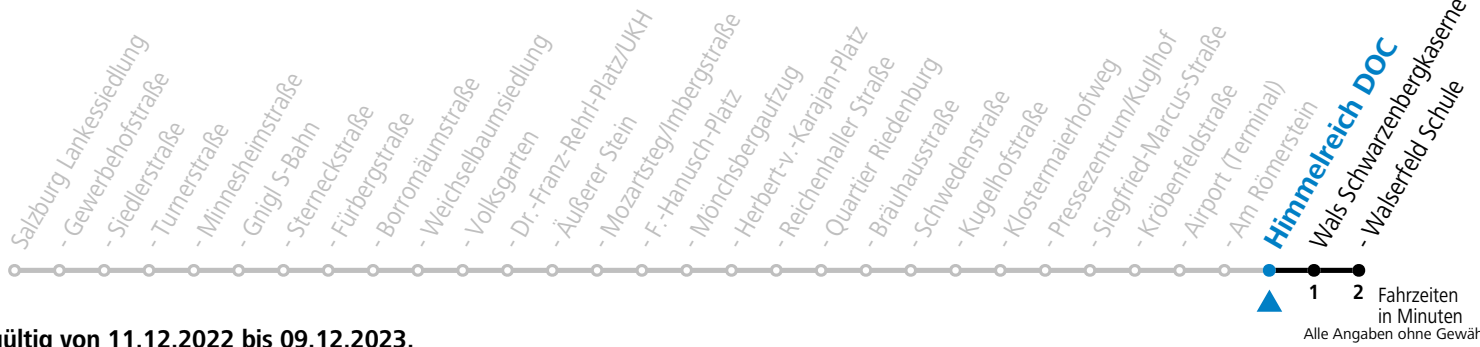 Salzburg Lankessiedlung
- Gewerbehofstraße
- Siedlerstraße
- Turnerstraße
- Minnesheimstraße
- Gnigl S-Bahn
- Sterneckstraße
- Fürbergstraße
- Borromäumstraße
- Weichselbaumsiedlung
- Volksgarten
- Dr.-Franz-Rehrl-Platz/UKH
- Äußerer Stein
- Mozartsteg/Imbergstraße
- F.-Hanusch-Platz
- Mönchsbergaufzug
- Herbert-v.-Karajan-Platz
- Reichenhaller Straße
- Quartier Riedenburg
- Bräuhausstraße
- Schwedenstraße
- Kugelhofstraße
- Klostermaierhofweg
- Pressezentrum/Kuglhof
- Siegfried-Marcus-Straße
- Kröbenfeldstraße
- Airport (Terminal)
- Am Römerstein
Himmelreich DOC
Wals Schwarzenbergkaserne
- Walserfeld Schule
1 2 Fahrzeiten
in Minuten
Alle Angaben ohne Gewäh
ültig von 11.12.2022 bis 09.12.2023.